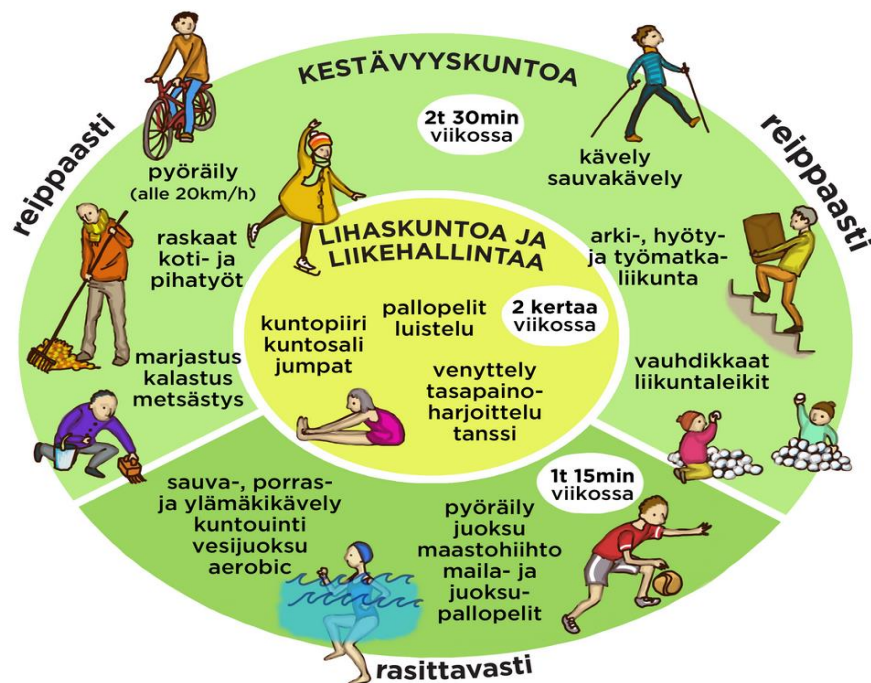 KESTÄVYYSKUNTOA
2t 30min
viikossa
reippaasti
reippaasti
pyöräily
(alle 20km/h)
kävely
sauvakävely
raskaat
koti- ja
pihatyöt
arki-, hyöty-
ja työmatka-
liikunta
marjastus
kalastus
metsästys
vauhdikkaat
liikuntaleikit
LIHASKUNTOA JA
LIIKEHALLINTAA
2 kertaa
viikossa
pallopelit
luistelu
kuntopiiri
kuntosali
jumpat
venyttely
tasapaino-
harjoittelu
tanssi
1t 15min
viikossa
sauva-, porras-
ja ylämäkikävely
kuntouinti
vesijuoksu
aerobic
pyöräily
juoksu
maastohiihto
maila- ja
juoksu-
pallopelit
rasittavasti